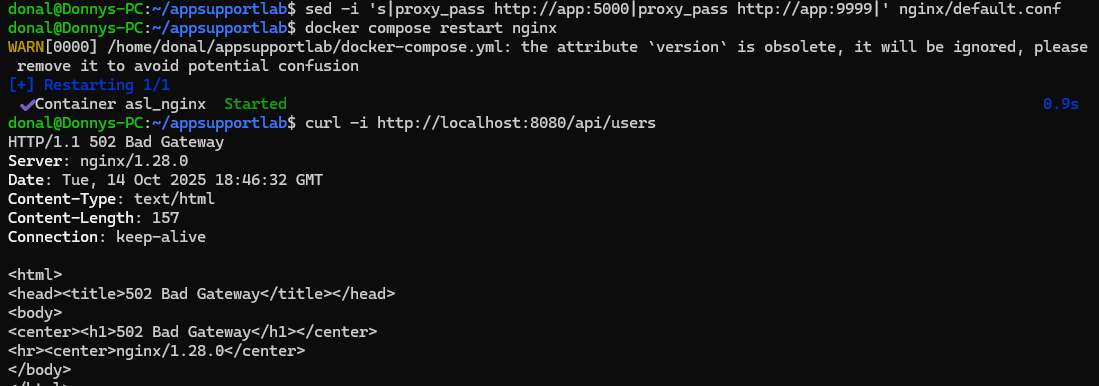 donal@Donnys-PC:~/appsupportlab$ sed -i 's|proxy_pass http://app:5000|proxy_pass http://app:9999|' nginx/default.conf
donal@Donnys-PC:~/appsupportlab$ docker compose restart nginx
WARN[0000] /home/donal/appsupportlab/docker-compose.yml: the attribute `version` is obsolete, it will be ignored, please
remove it to avoid potential confusion
[+] Restarting 1/1
✔Container asl_nginx  Started 0.9s
donal@Donnys-PC:~/appsupportlab$ curl -i http://localhost:8080/api/users
HTTP/1.1 502 Bad Gateway
Server: nginx/1.28.0
Date: Tue, 14 Oct 2025 18:46:32 GMT
Content-Type: text/html
Content-Length: 157
Connection: keep-alive

<html>
<head><title>502 Bad Gateway</title></head>
<body>
<center><h1>502 Bad Gateway</h1></center>
<hr><center>nginx/1.28.0</center>
</body>